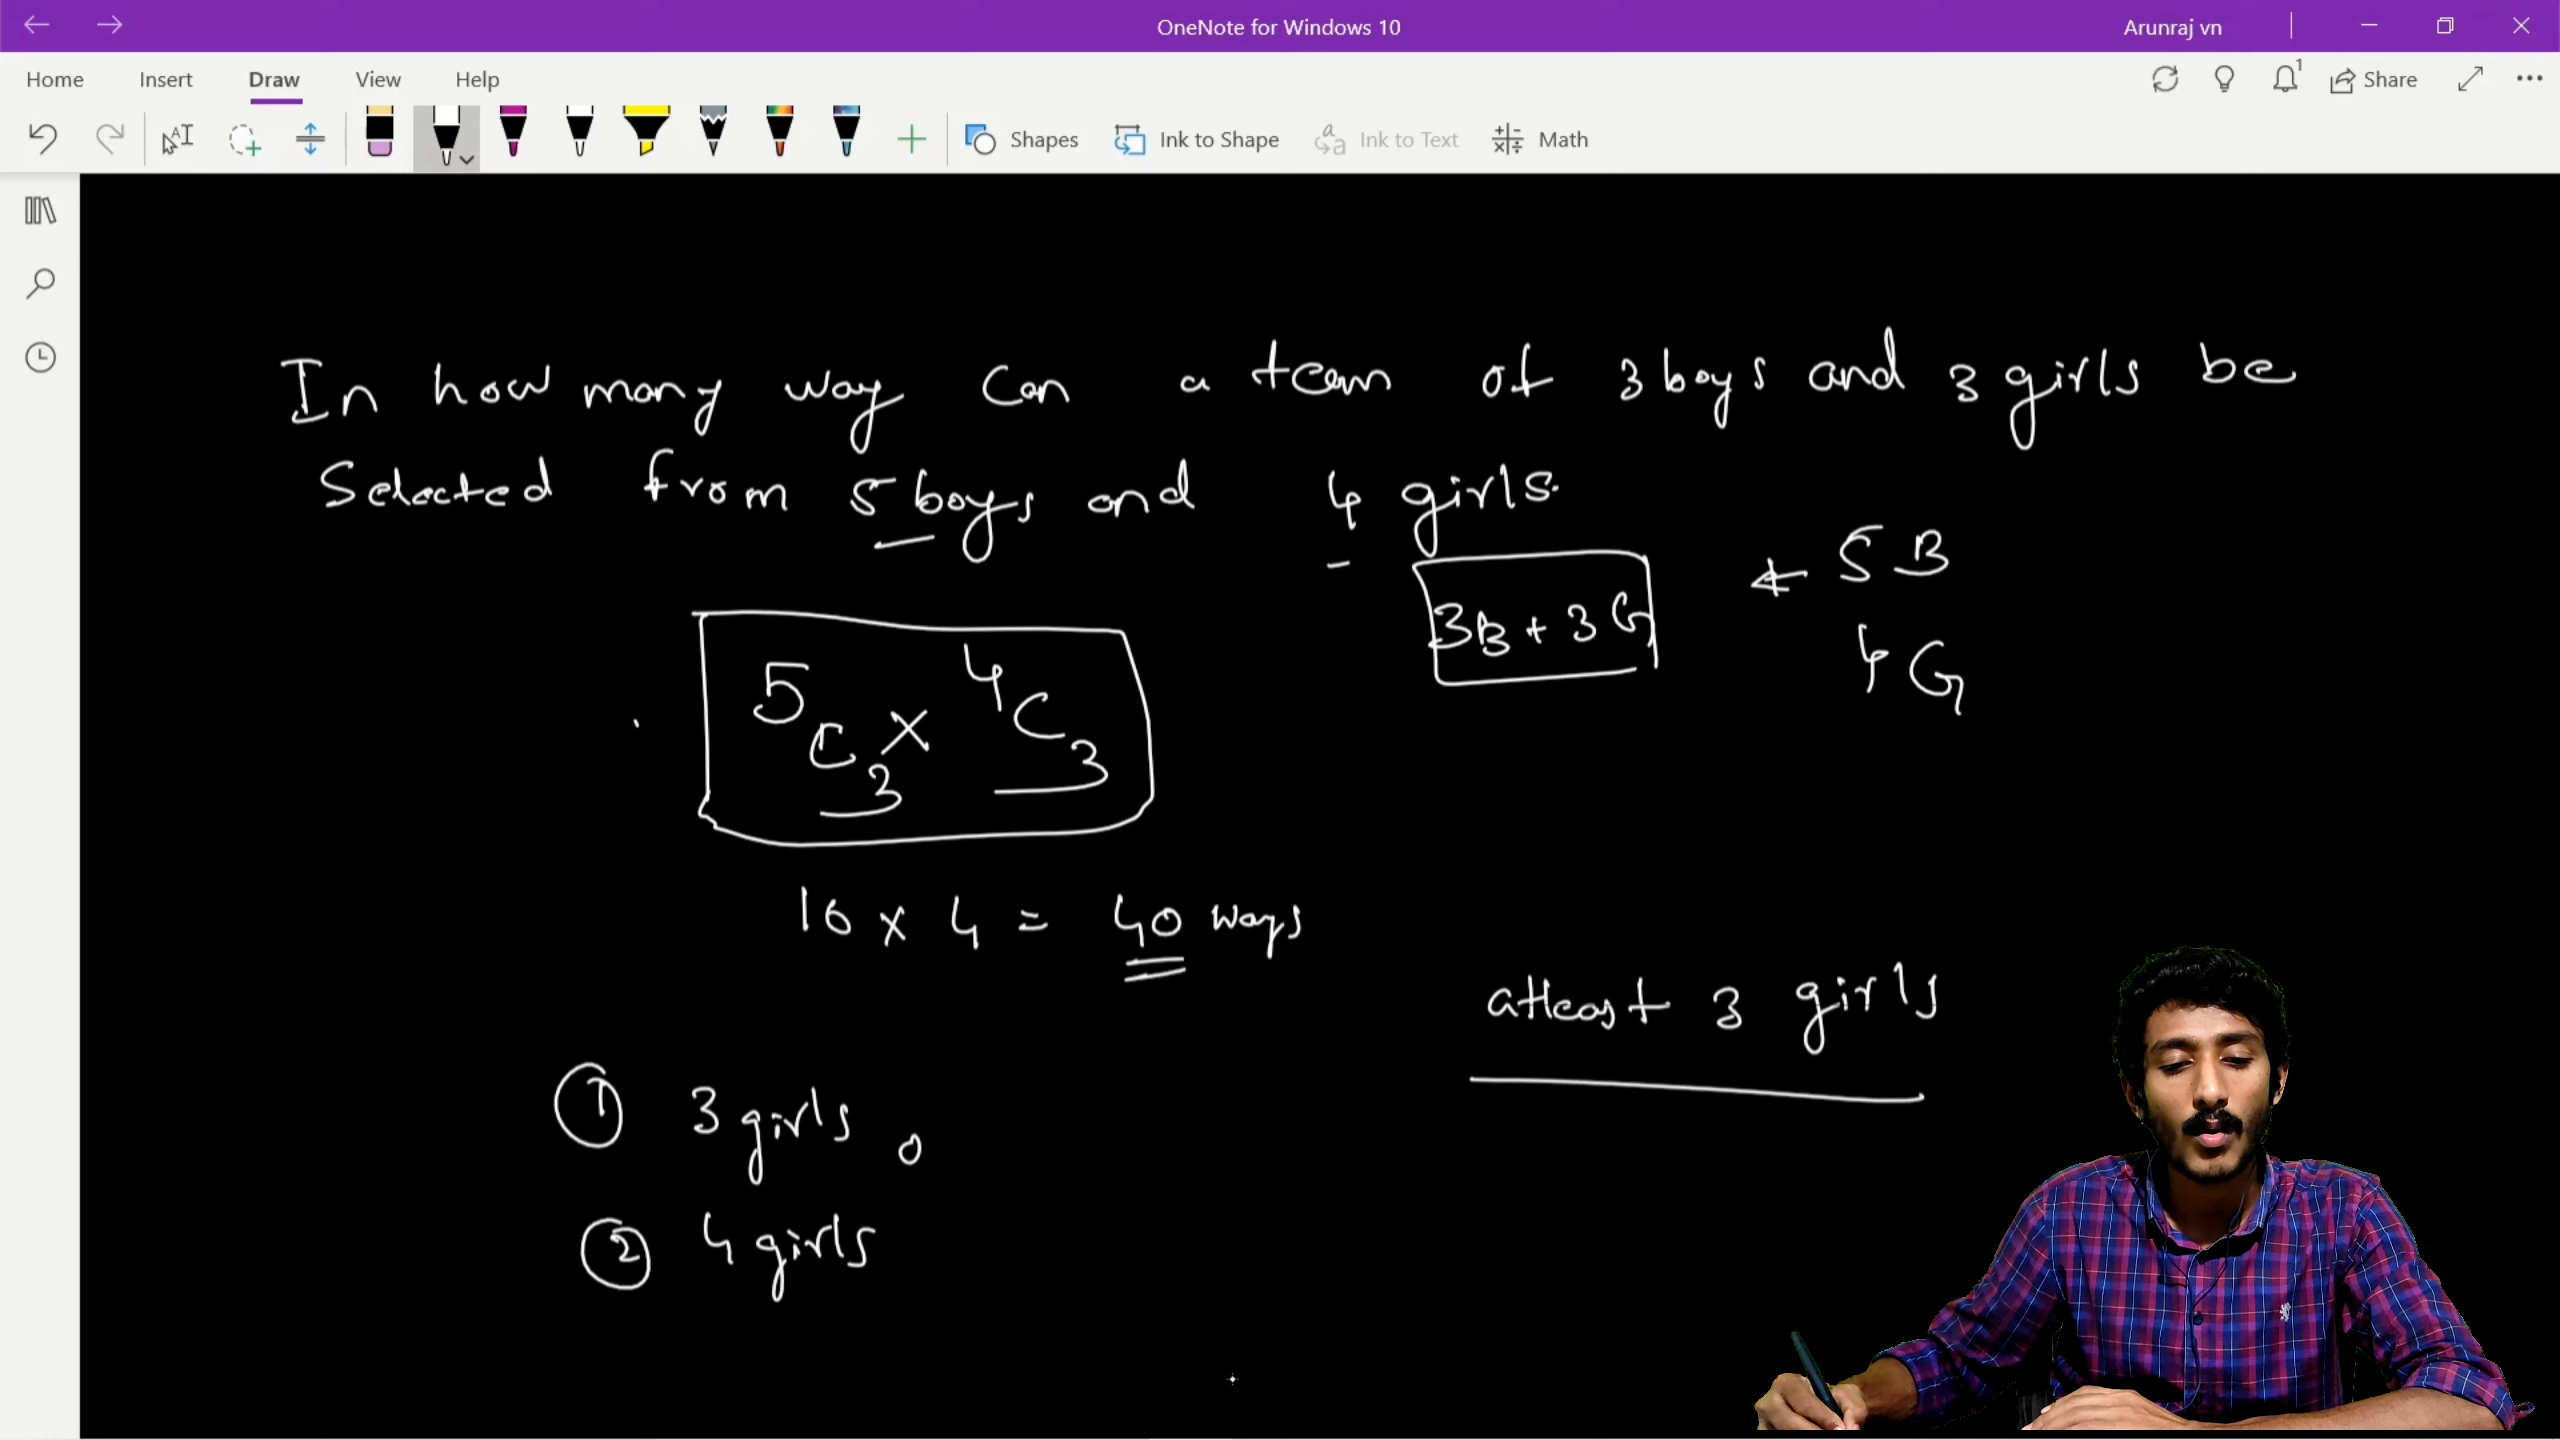 OneNote for Windows 10
Arunraj vn
Home Insert Draw View Help
1
Share
Shapes Ink to Shape Ink to Text Math
In how many way can a team of 3 boys and 3 girls be
Selected from 5 boys and 4 girls.
3B + 3G ← 5B
4G
5C3 × 4C3
10 × 4 = 40 ways
atleast 3 girls
① 3 girls o
② 4 girls